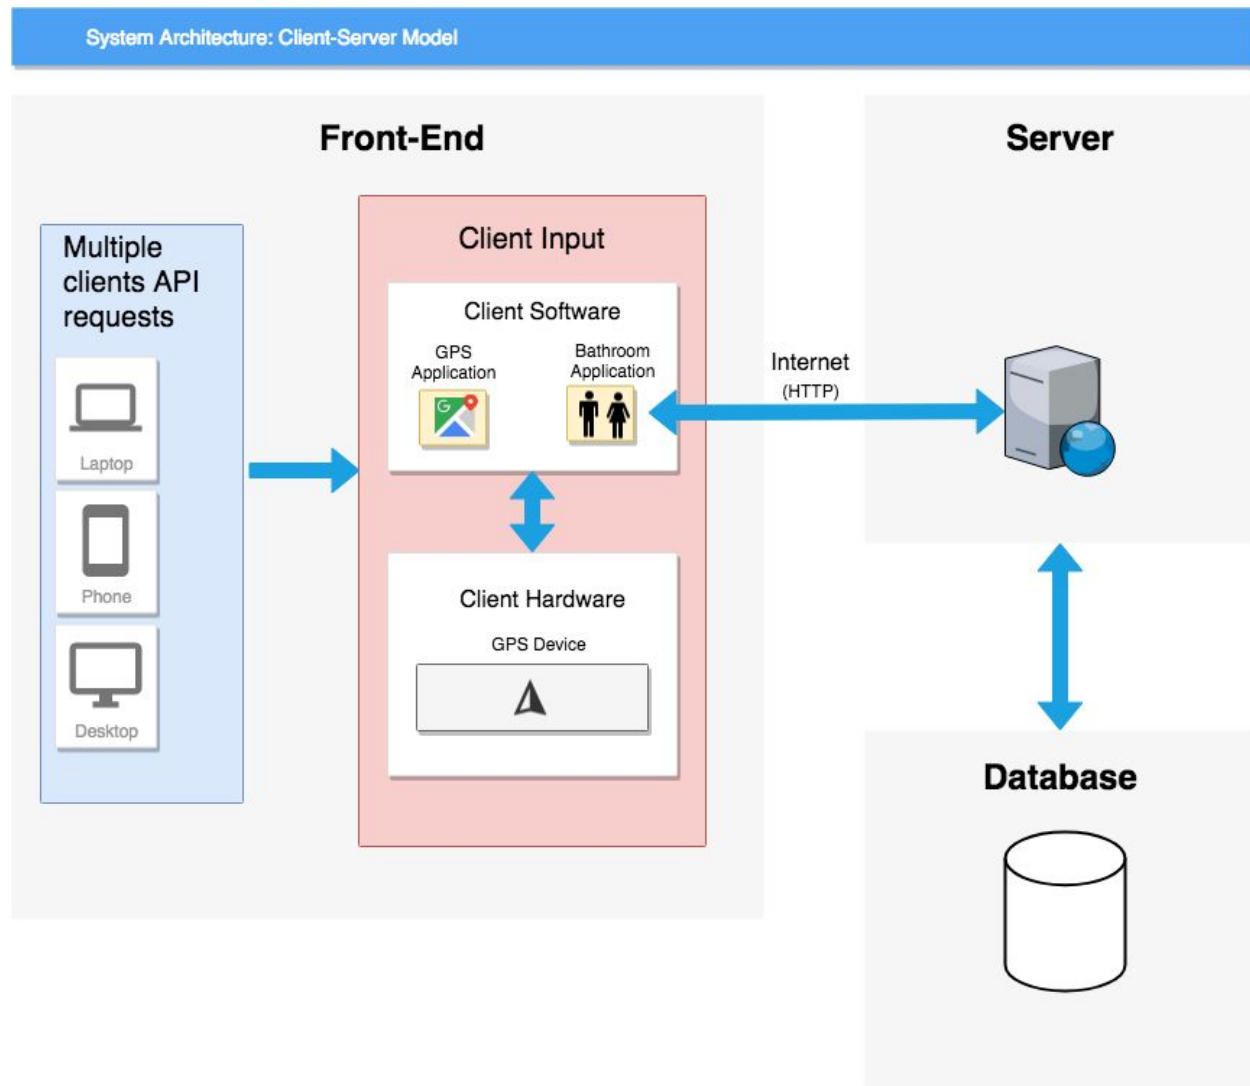 System Architecture: Client-Server Model
Front-End
Multiple
clients API
requests
Laptop
Phone
Desktop
Client Input
Client Software
GPS
Application
G
Bathroom
Application
Client Hardware
GPS Device
Internet
(HTTP)
Server
Database